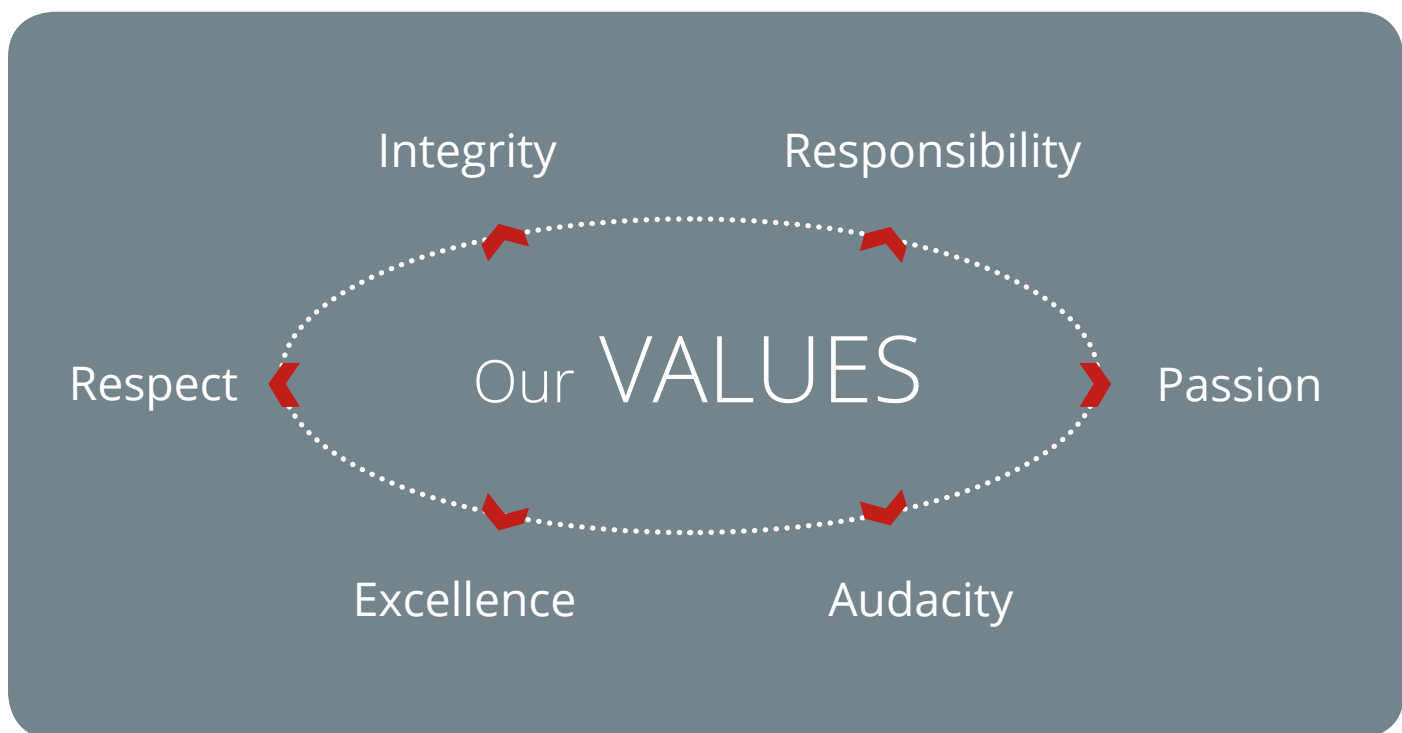 Integrity
Responsibility
Respect
Our VALUES
Passion
Excellence
Audacity